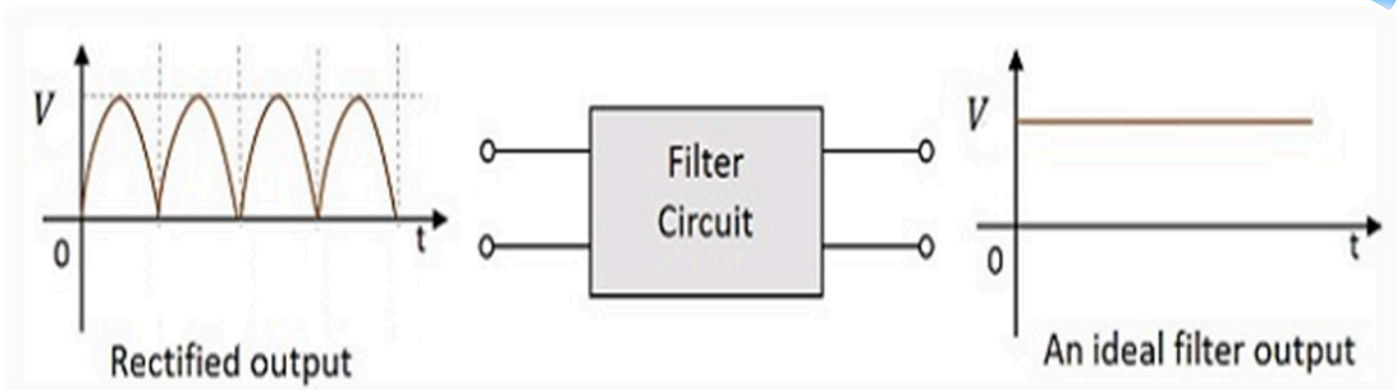 V
0
t
Rectified output
Filter
Circuit
V
0
t
An ideal filter output